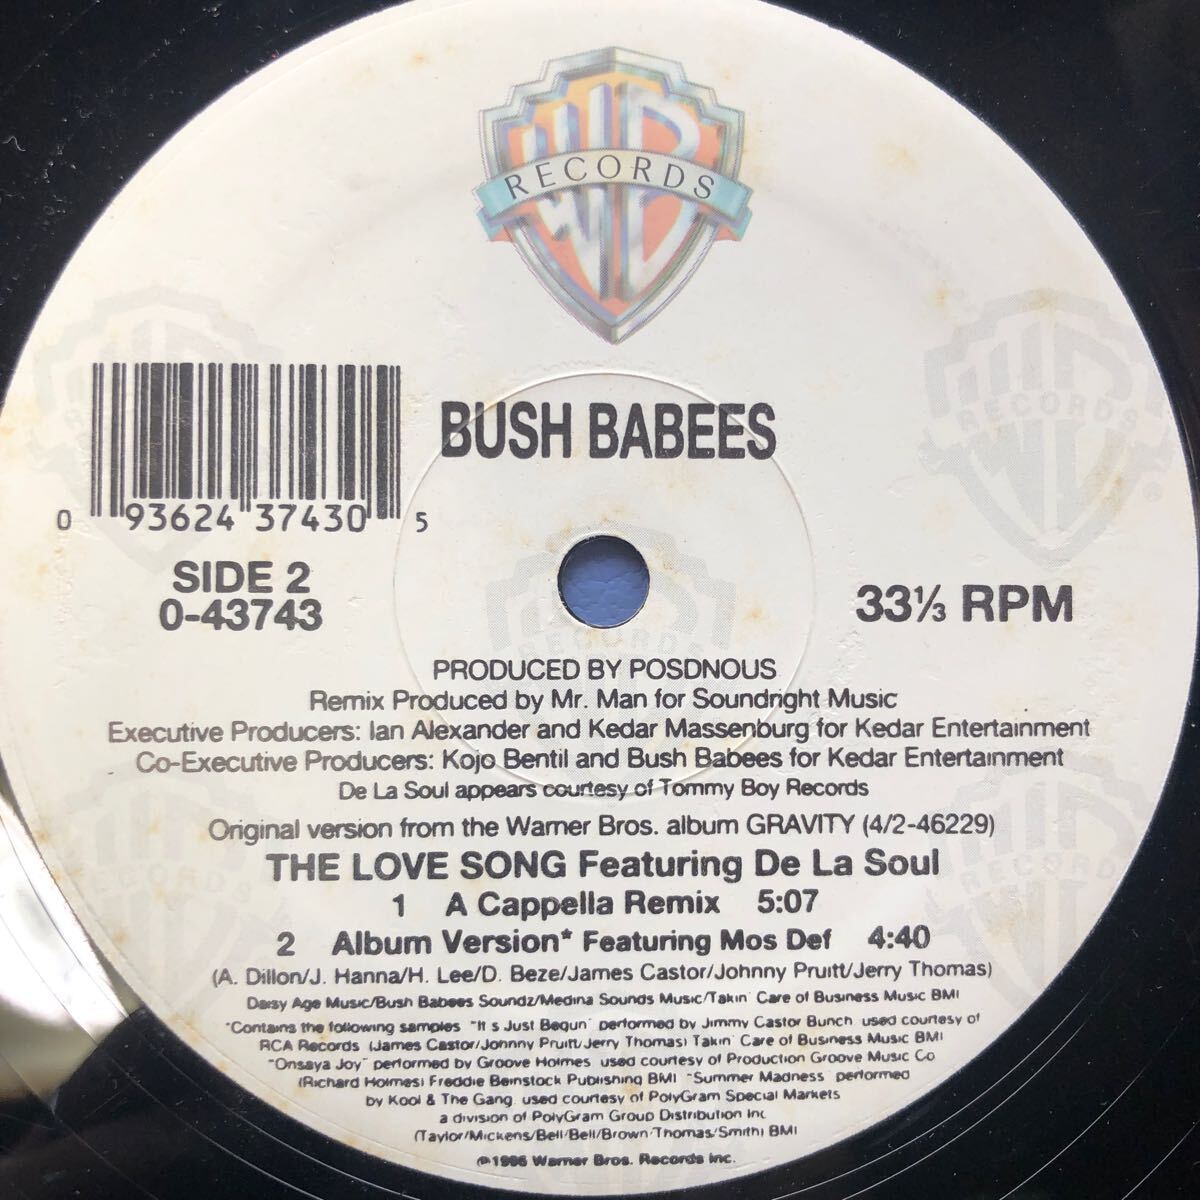 WB
RECORDS
BUSH BABEES
0 93624 37430 5
SIDE 2
0-43743
33⅓ RPM
PRODUCED BY POSDNOUS
Remix Produced by Mr. Man for Soundright Music
Executive Producers: Ian Alexander and Kedar Massenburg for Kedar Entertainment
Co-Executive Producers: Kojo Bentil and Bush Babees for Kedar Entertainment
De La Soul appears courtesy of Tommy Boy Records
Original version from the Warner Bros. album GRAVITY (4/2-46229)
THE LOVE SONG Featuring De La Soul
1 A Cappella Remix 5:07
2 Album Version* Featuring Mos Def 4:40
(A. Dillon/J. Hanna/H. Lee/D. Beze/James Castor/Johnny Pruitt/Jerry Thomas)
Daisy Age Music/Bush Babees Soundz/Medina Sounds Music/Takin' Care of Business Music BMI
*Contains the following samples "It's Just Begun" performed by Jimmy Castor Bunch used courtesy of
RCA Records (James Castor/Johnny Pruitt/Jerry Thomas) Takin' Care of Business Music BMI
"Onsaya Joy" performed by Groove Holmes used courtesy of Production Groove Music Co
(Richard Holmes) Freddie Beinstock Publishing BMI "Summer Madness" performed
by Kool & The Gang used courtesy of PolyGram Special Markets
a division of PolyGram Group Distribution Inc
(Taylor/Mickens/Bell/Bell/Brown/Thomas/Smith) BMI
℗1996 Warner Bros. Records Inc.